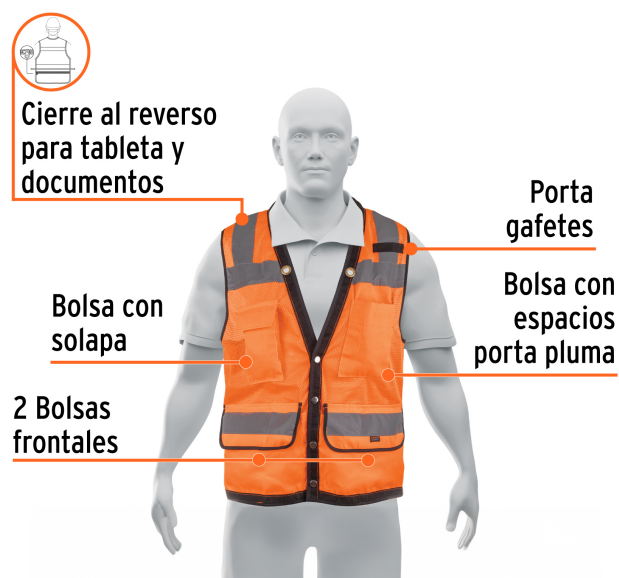 Cierre al reverso
para tableta y
documentos
Porta
gafetes
Bolsa con
solapa
Bolsa con
espacios
porta pluma
2 Bolsas
frontales